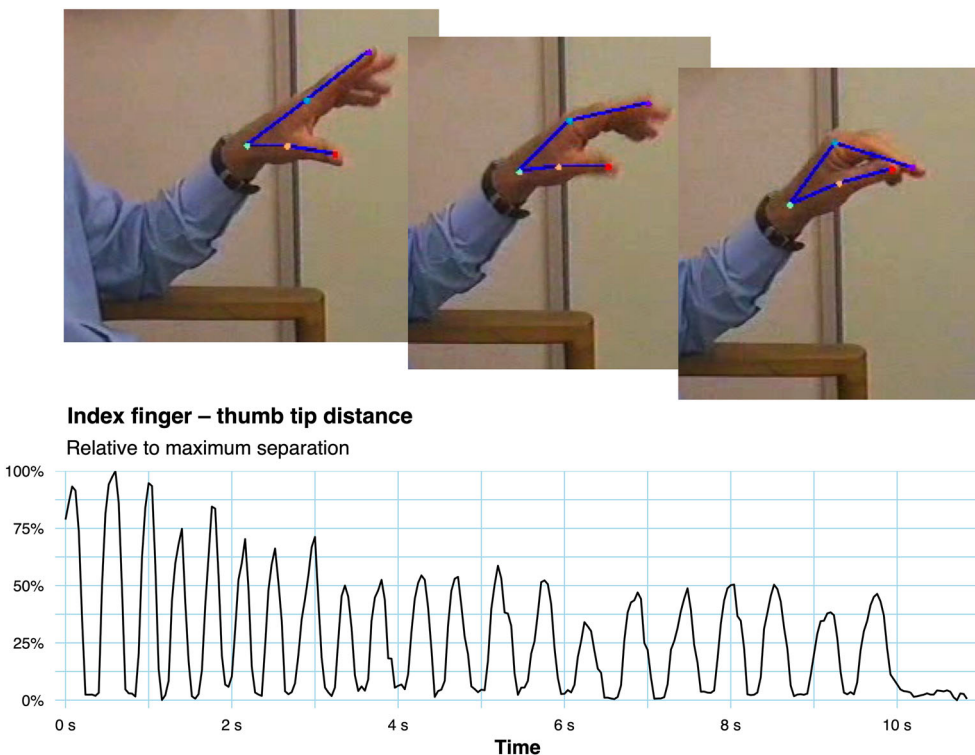 Index finger – thumb tip distance
Relative to maximum separation
100%
75%
50%
25%
0%
0 s 2 s 4 s 6 s 8 s 10 s
Time